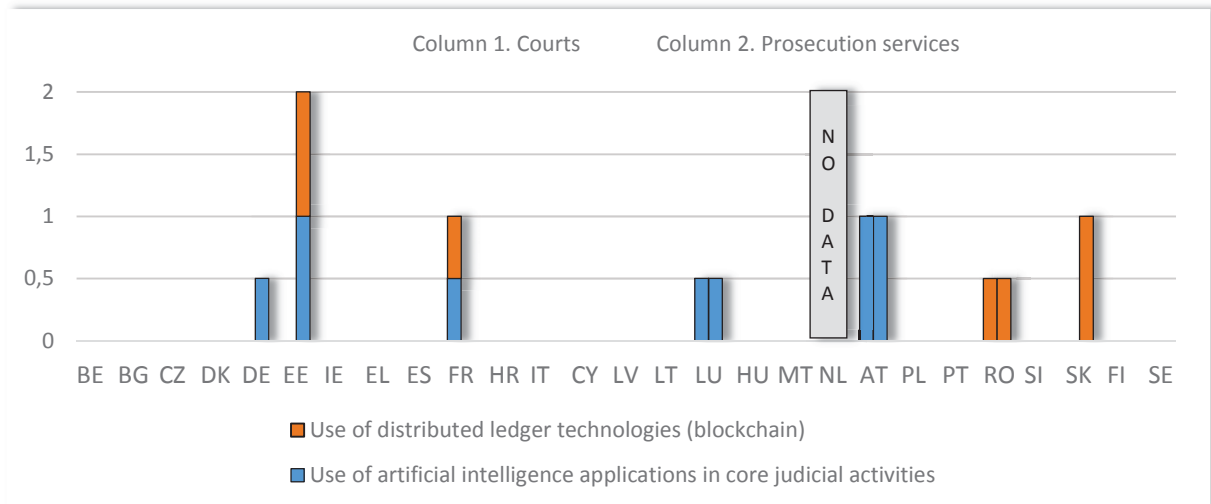 Column 1. Courts Column 2. Prosecution services
2
1,5
1
0,5
0
NO DATA
BE BG CZ DK DE EE IE EL ES FR HR IT CY LV LT LU HU MT NL AT PL PT RO SI SK FI SE
Use of distributed ledger technologies (blockchain)
Use of artificial intelligence applications in core judicial activities